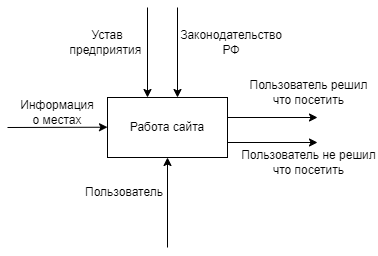 Устав
предприятия
Законодательство
РФ
Пользователь решил
что посетить
Информация
о местах
Работа сайта
Пользователь не решил
что посетить
Пользователь